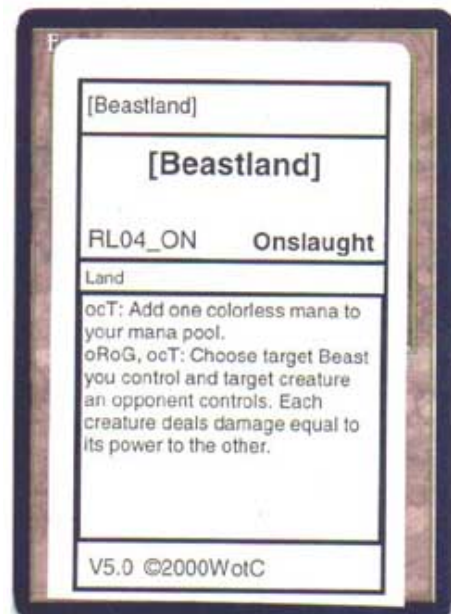 [Beastland]
[Beastland]
RL04_ON Onslaught
Land
ocT: Add one colorless mana to
your mana pool.
oRoG, ocT: Choose target Beast
you control and target creature
an opponent controls. Each
creature deals damage equal to
its power to the other.
V5.0 ©2000WotC